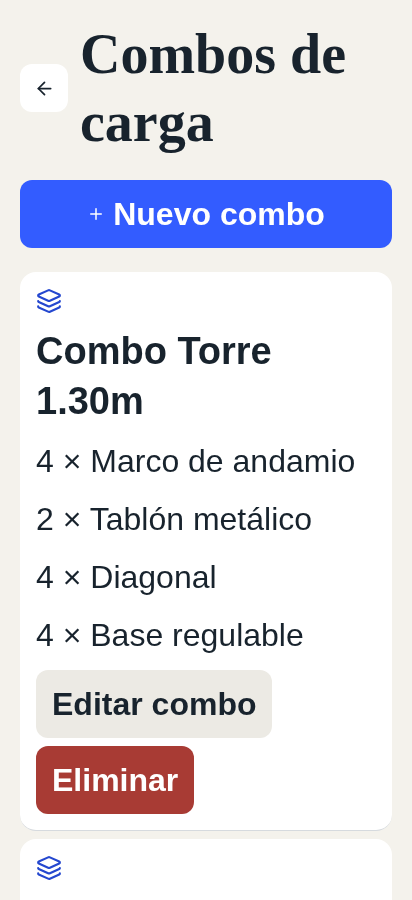 Combos de
carga
+ Nuevo combo
Combo Torre
1.30m
4 × Marco de andamio
2 × Tablón metálico
4 × Diagonal
4 × Base regulable
Editar combo
Eliminar